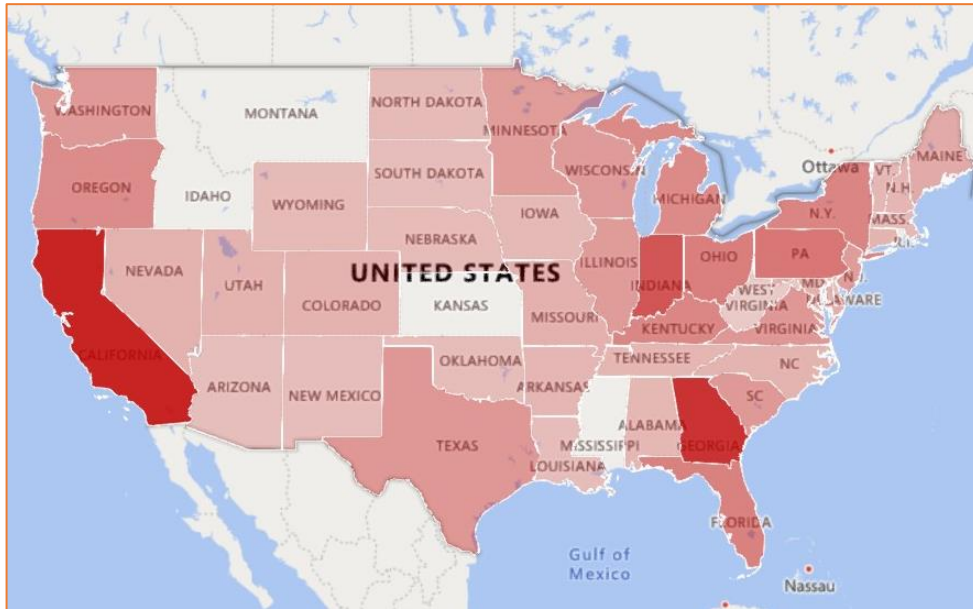 WASHINGTON
MONTANA
NORTH DAKOTA
MINNESOTA
MAINE
Ottawa
VT.
N.H.
OREGON
IDAHO
SOUTH DAKOTA
WISCONSIN
MICHIGAN
N.Y.
MASS.
R.I.
WYOMING
IOWA
NEBRASKA
UNITED STATES
ILLINOIS
INDIANA
OHIO
PA
N.J.
NEVADA
UTAH
COLORADO
KANSAS
MISSOURI
KENTUCKY
WEST
VIRGINIA
MD.
DELAWARE
VIRGINIA
CALIFORNIA
ARIZONA
NEW MEXICO
OKLAHOMA
ARKANSAS
TENNESSEE
NC
SC
TEXAS
LOUISIANA
MISSISSIPPI
ALABAMA
GEORGIA
FLORIDA
Gulf of
Mexico
Nassau